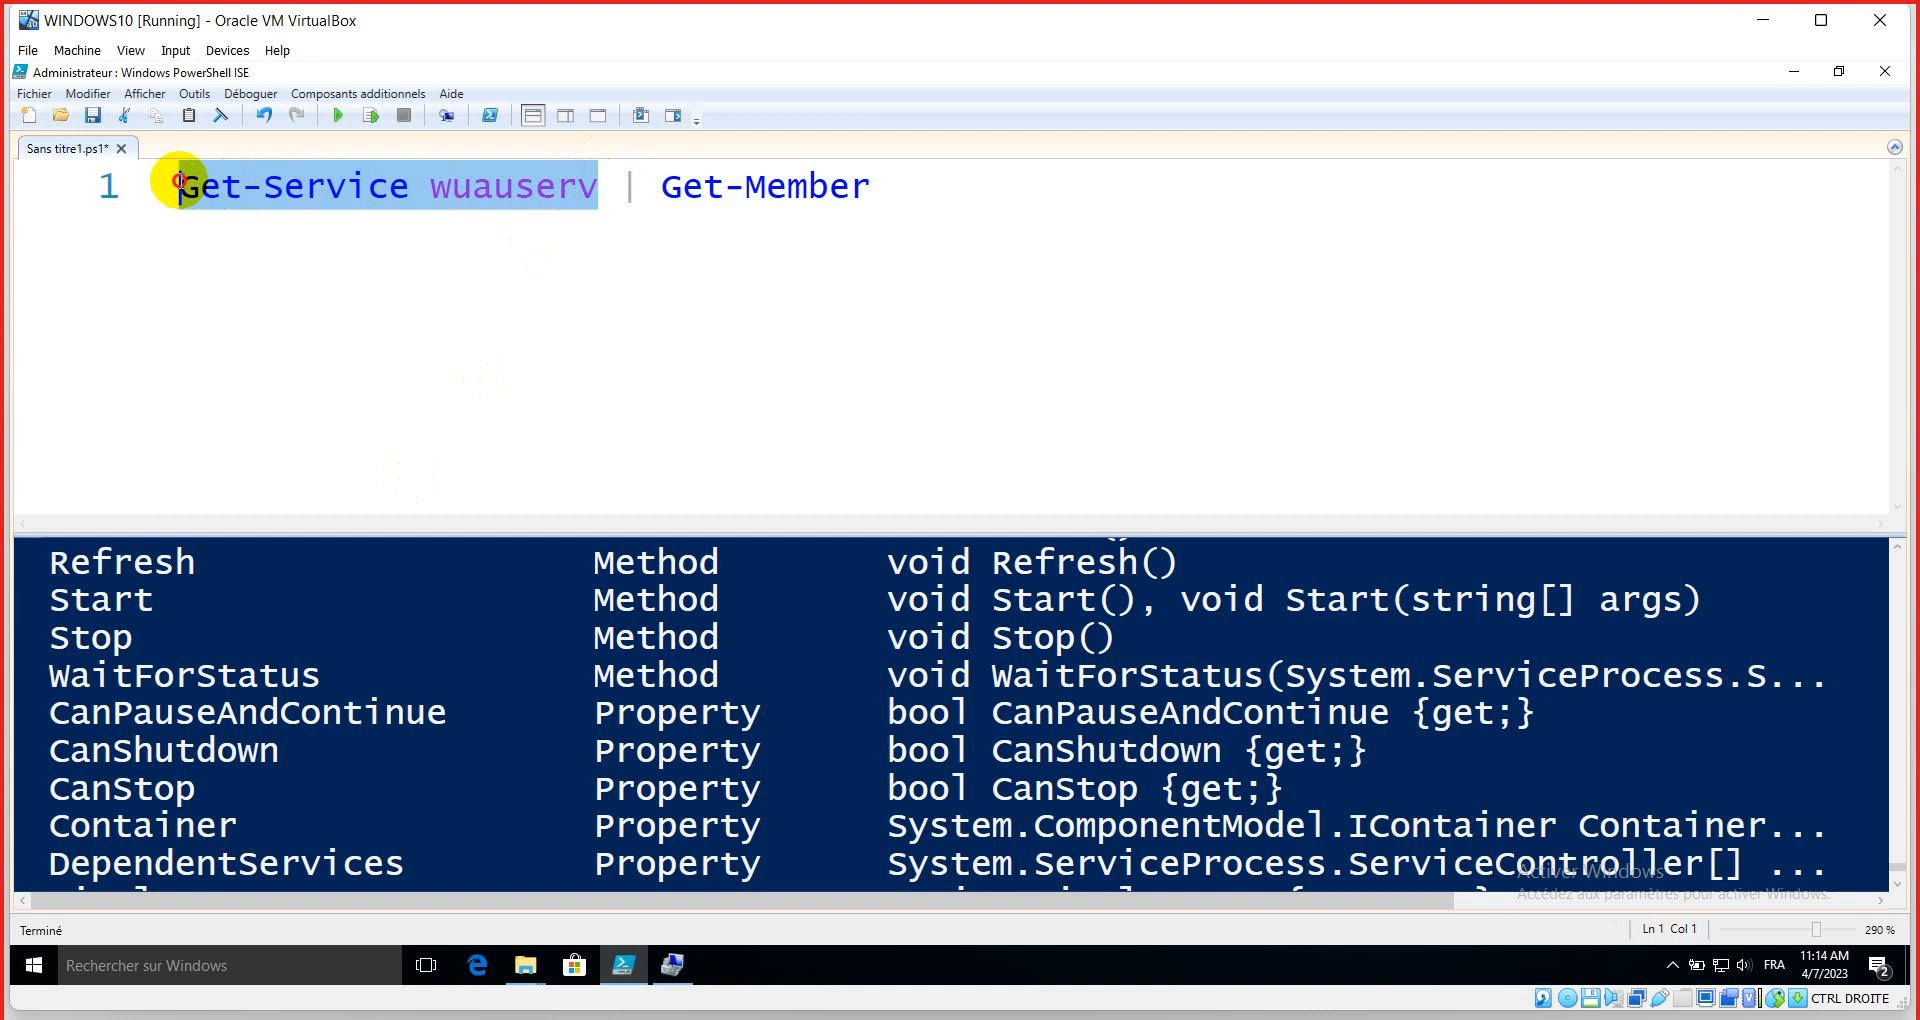 WINDOWS10 [Running] - Oracle VM VirtualBox
File Machine View Input Devices Help
Administrateur : Windows PowerShell ISE
Fichier Modifier Afficher Outils Déboguer Composants additionnels Aide
Sans titre1.ps1*
1 Get-Service wuauserv | Get-Member
Refresh Method void Refresh()
Start Method void Start(), void Start(string[] args)
Stop Method void Stop()
WaitForStatus Method void WaitForStatus(System.ServiceProcess.S...
CanPauseAndContinue Property bool CanPauseAndContinue {get;}
CanShutdown Property bool CanShutdown {get;}
CanStop Property bool CanStop {get;}
Container Property System.ComponentModel.IContainer Container...
DependentServices Property System.ServiceProcess.ServiceController[] ...
Activer Windows
Accédez aux paramètres pour activer Windows.
Terminé Ln 1 Col 1 290 %
Rechercher sur Windows FRA 11:14 AM
4/7/2023 2
CTRL DROITE